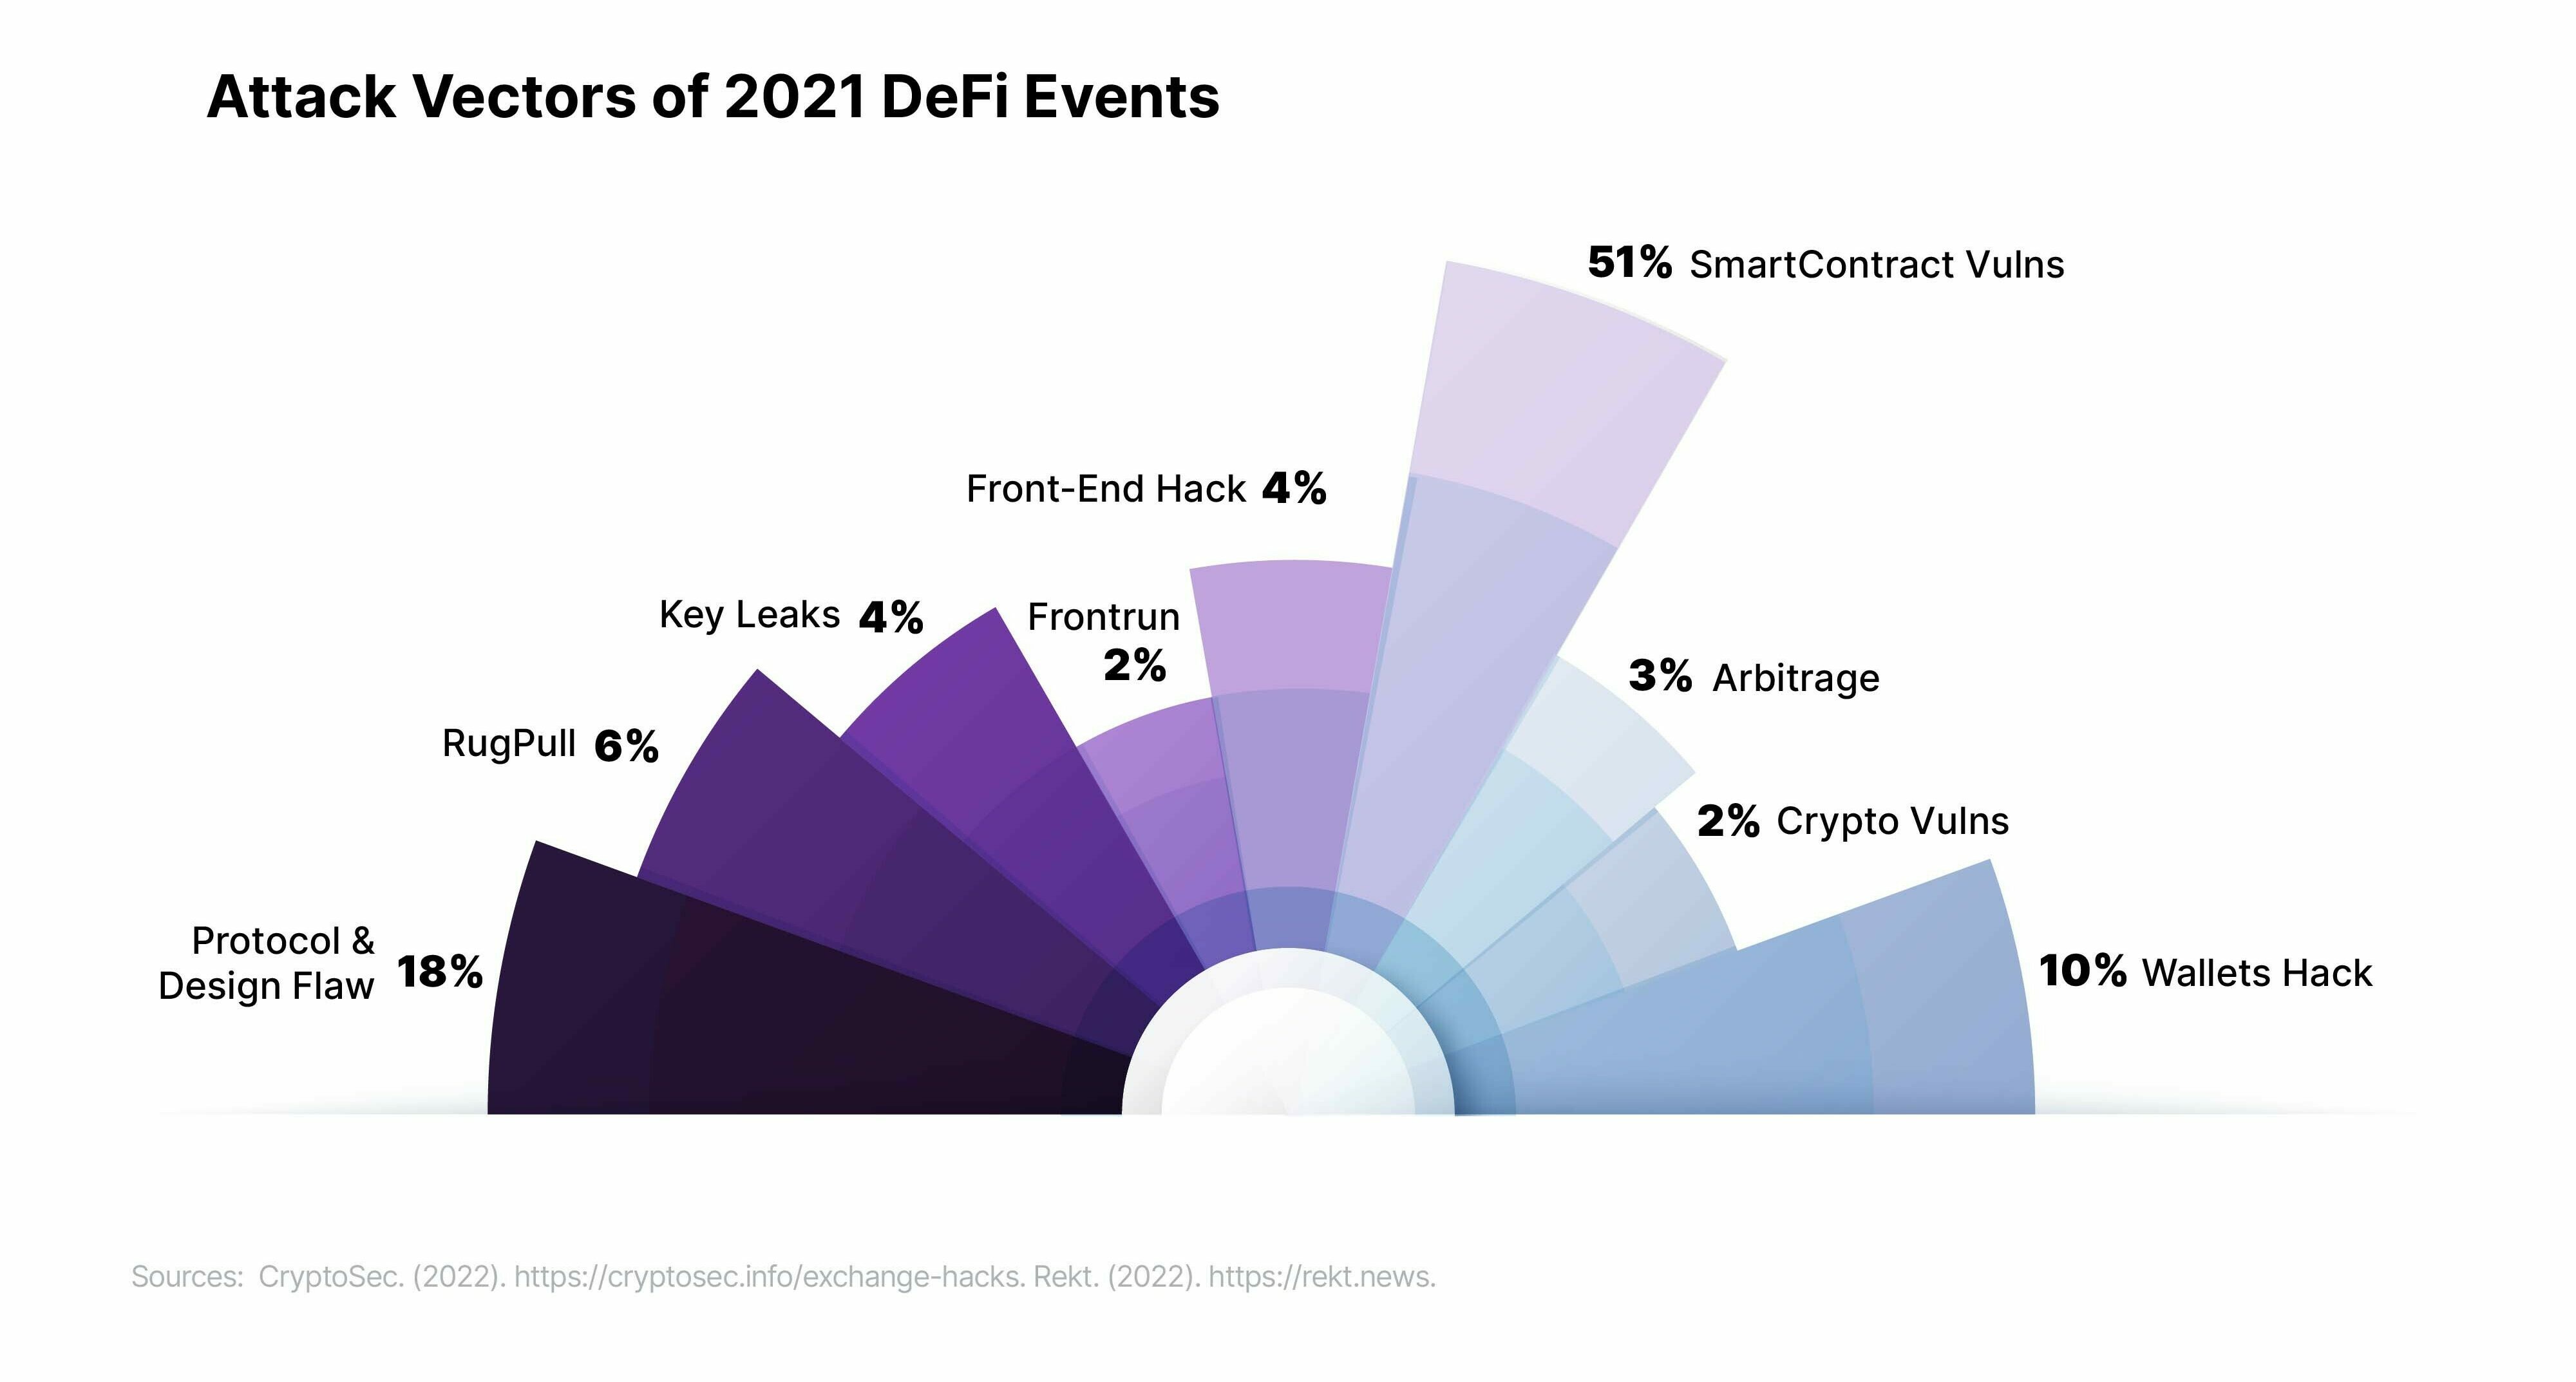 Attack Vectors of 2021 DeFi Events
51% SmartContract Vulns
Front-End Hack 4%
Key Leaks 4%
Frontrun
2%
3% Arbitrage
RugPull 6%
2% Crypto Vulns
Protocol &
Design Flaw 18%
10% Wallets Hack
Sources: CryptoSec. (2022). https://cryptosec.info/exchange-hacks. Rekt. (2022). https://rekt.news.